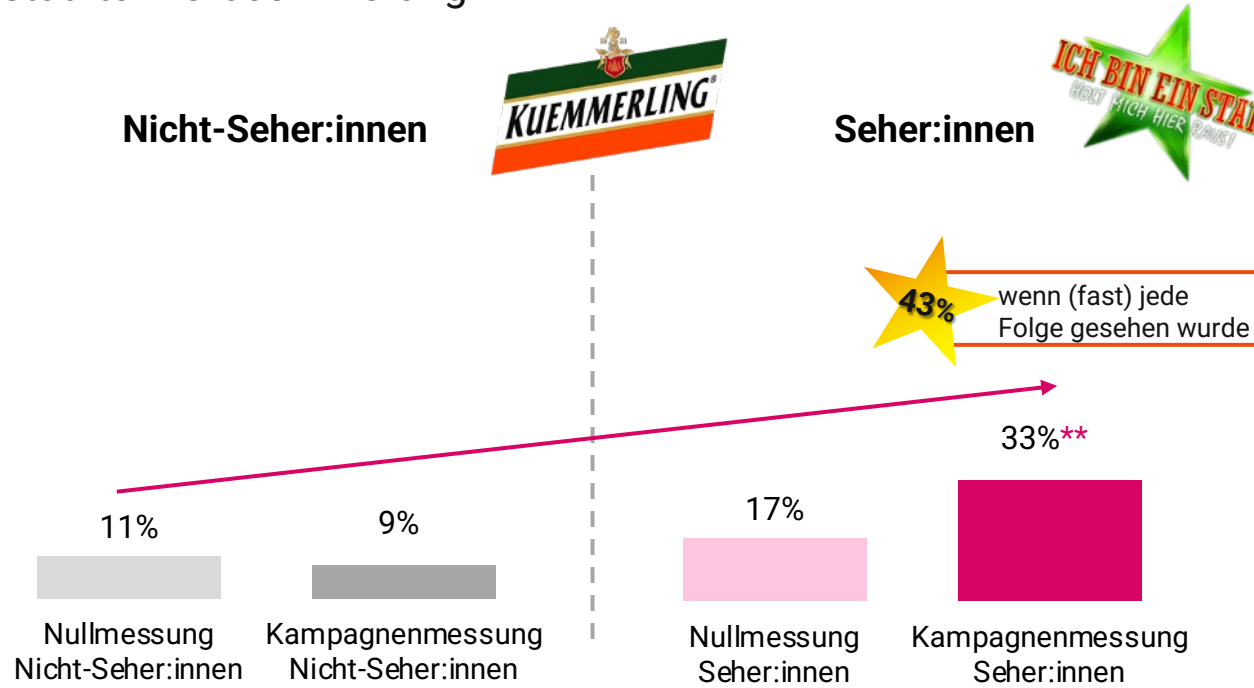 Nicht-Seher:innen
KUEMMERLING®
Seher:innen
ICH BIN EIN STAR
HOLT MICH HIER RAUS!
43%
wenn (fast) jede
Folge gesehen wurde
33%**
11%
9%
17%
Nullmessung
Nicht-Seher:innen
Kampagnenmessung
Nicht-Seher:innen
Nullmessung
Seher:innen
Kampagnenmessung
Seher:innen